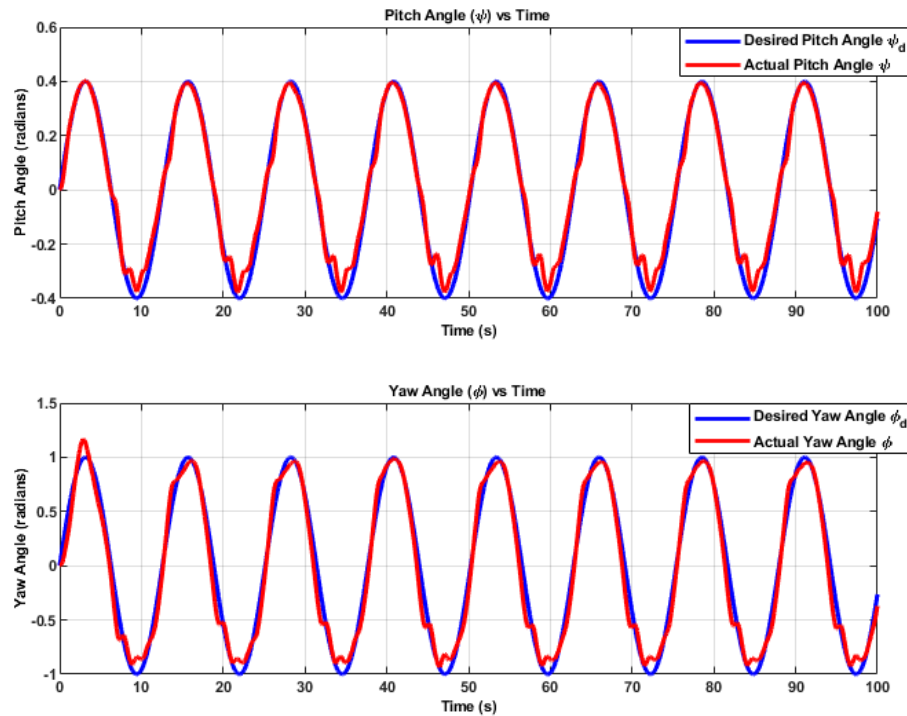 Pitch Angle (ψ) vs Time
0.6
0.4
0.2
0
-0.2
-0.4
Pitch Angle (radians)
Desired Pitch Angle ψd
Actual Pitch Angle ψ
0 10 20 30 40 50 60 70 80 90 100
Time (s)
Yaw Angle (ϕ) vs Time
1.5
1
0.5
0
-0.5
-1
Yaw Angle (radians)
Desired Yaw Angle ϕd
Actual Yaw Angle ϕ
0 10 20 30 40 50 60 70 80 90 100
Time (s)